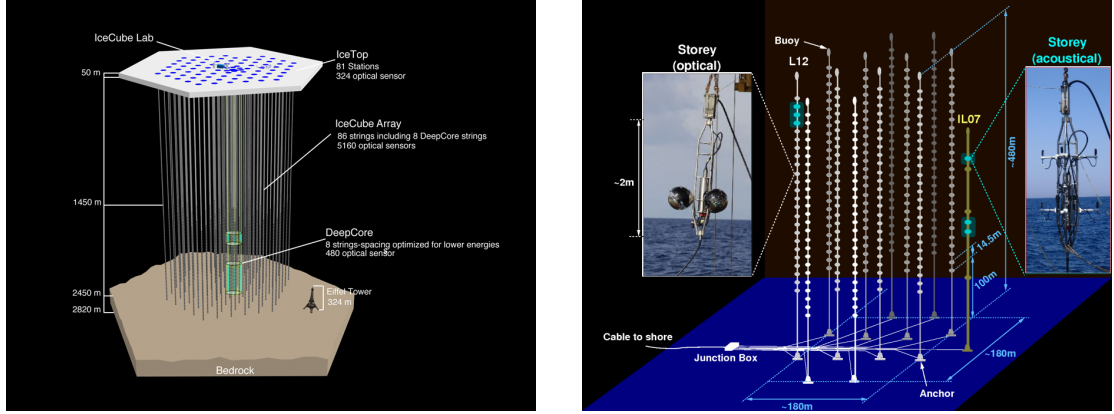 IceCube Lab
IceTop
81 Stations
324 optical sensor
50 m
IceCube Array
86 strings including 8 DeepCore strings
5160 optical sensors
1450 m
DeepCore
8 strings-spacing optimized for lower energies
480 optical sensor
2450 m
2820 m
Eiffel Tower
324 m
Bedrock
Storey
(optical)
Buoy
L12
Storey
(acoustical)
IL07
~2m
~480m
14.5m
100m
Cable to shore
Junction Box
~180m
Anchor
~180m